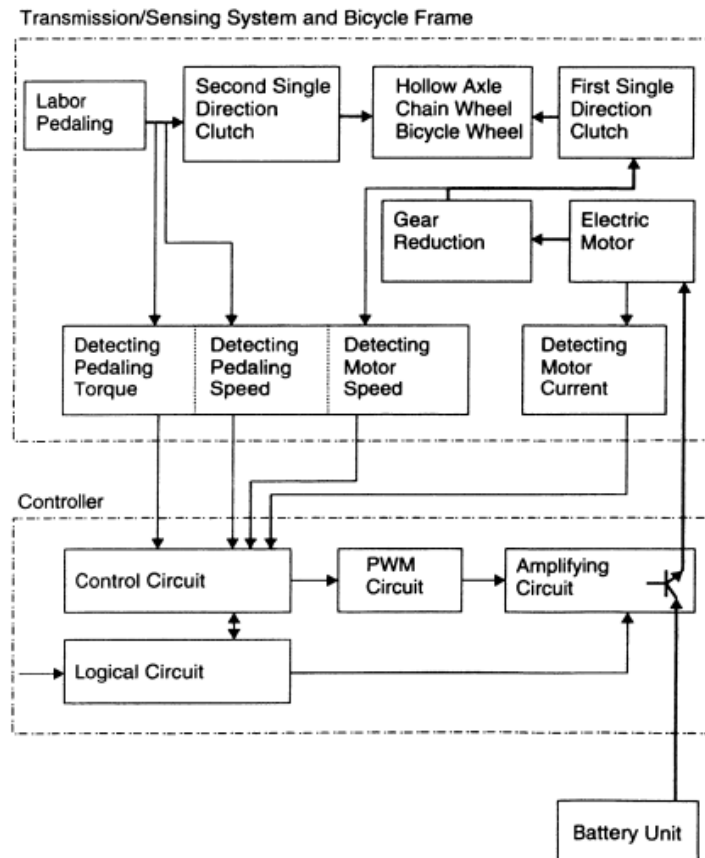 Transmission/Sensing System and Bicycle Frame
Labor
Pedaling
Second Single
Direction
Clutch
Hollow Axle
Chain Wheel
Bicycle Wheel
First Single
Direction
Clutch
Gear
Reduction
Electric
Motor
Detecting
Pedaling
Torque
Detecting
Pedaling
Speed
Detecting
Motor
Speed
Detecting
Motor
Current
Controller
Control Circuit
PWM
Circuit
Amplifying
Circuit
Logical Circuit
Battery Unit